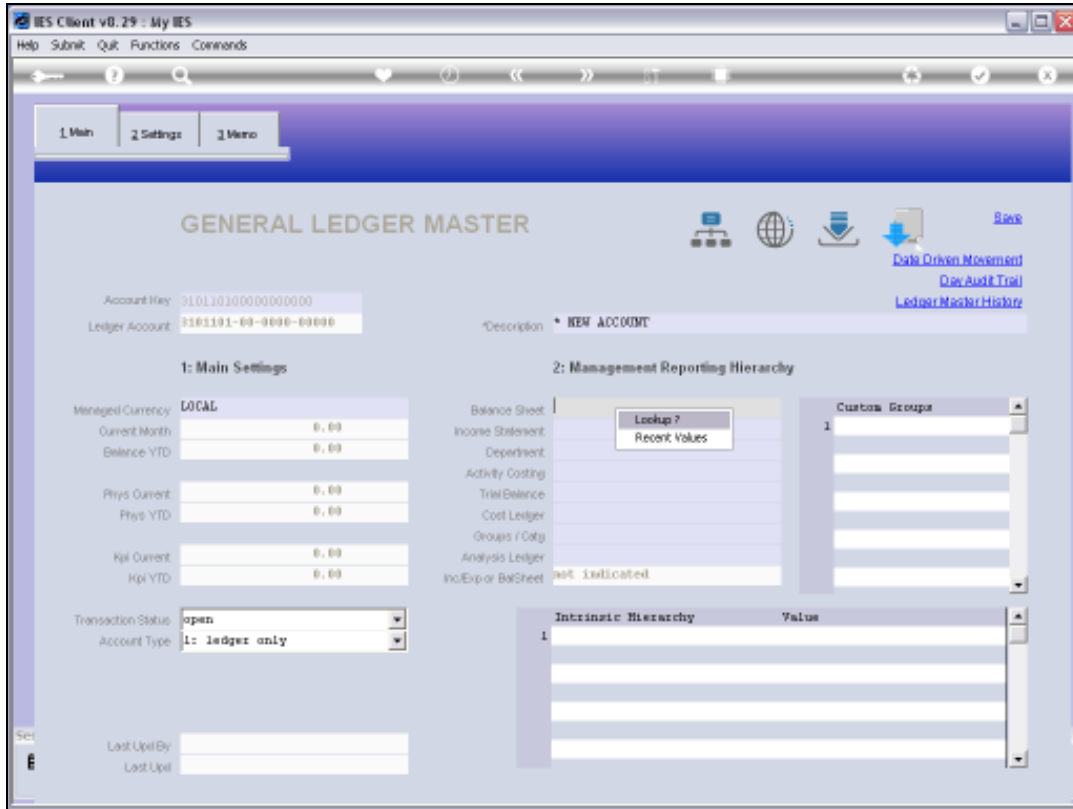 IES Client v8.29 : My IES
Help Submit Quit Functions Commands
1 Main 2 Settings 3 Memo
GENERAL LEDGER MASTER
Save
Date Driven Movement
Day Audit Trail
Ledger Master History
Account Key 310110100000000000
Ledger Account 3101101-00-0000-00000
*Description * NEW ACCOUNT
1: Main Settings
2: Management Reporting Hierarchy
Managed Currency LOCAL
Current Month 0.00
Balance YTD 0.00
Phys Current 0.00
Phys YTD 0.00
Kpi Current 0.00
Kpi YTD 0.00
Transaction Status open
Account Type 1: ledger only
Last Upd By
Last Upd
Balance Sheet
Income Statement
Department
Activity Costing
Trial Balance
Cost Ledger
Groups / Catg
Analysis Ledger
Inc/Exp or BalSheet not indicated
Lookup ?
Recent Values
Custom Groups
1
Intrinsic Hierarchy Value
1